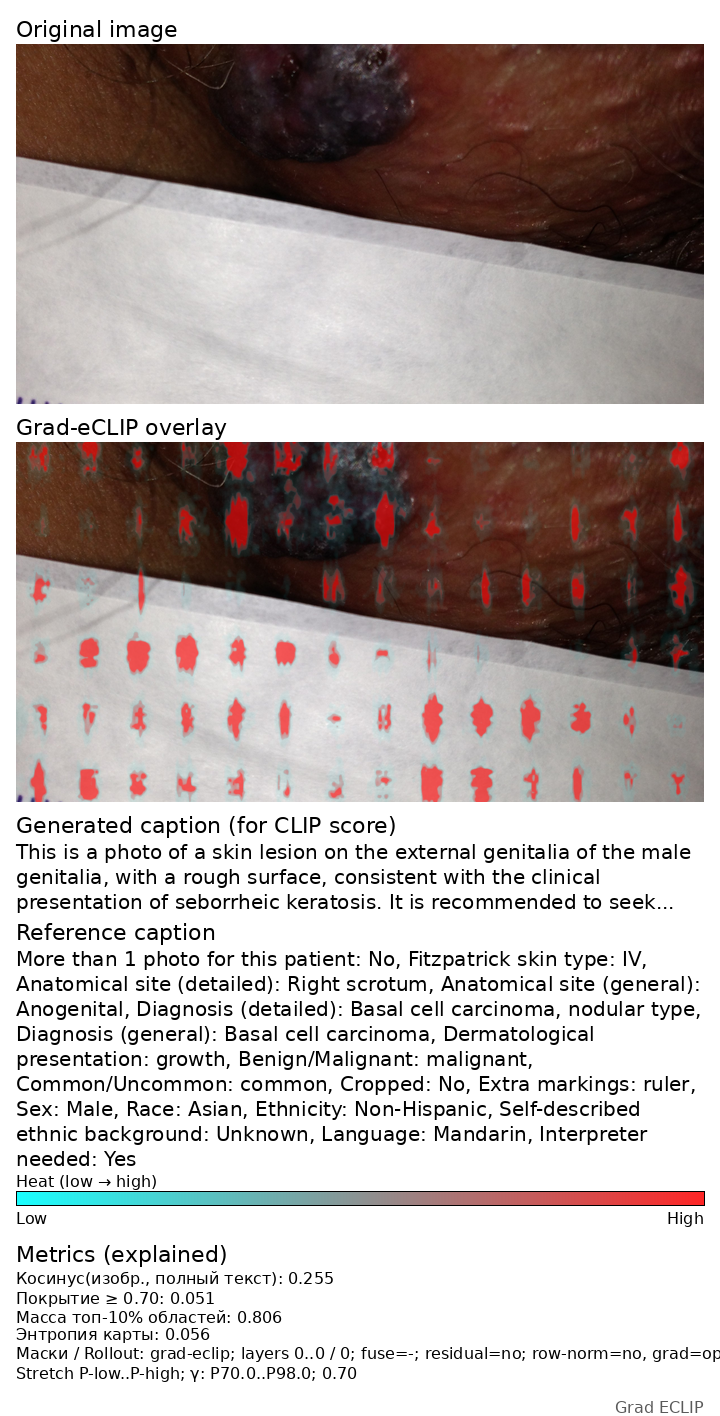 Original image
Grad-eCLIP overlay
Generated caption (for CLIP score)
This is a photo of a skin lesion on the external genitalia of the male
genitalia, with a rough surface, consistent with the clinical
presentation of seborrheic keratosis. It is recommended to seek...
Reference caption
More than 1 photo for this patient: No, Fitzpatrick skin type: IV,
Anatomical site (detailed): Right scrotum, Anatomical site (general):
Anogenital, Diagnosis (detailed): Basal cell carcinoma, nodular type,
Diagnosis (general): Basal cell carcinoma, Dermatological
presentation: growth, Benign/Malignant: malignant,
Common/Uncommon: common, Cropped: No, Extra markings: ruler,
Sex: Male, Race: Asian, Ethnicity: Non-Hispanic, Self-described
ethnic background: Unknown, Language: Mandarin, Interpreter
needed: Yes
Heat (low → high)
Low High
Metrics (explained)
Косинус(изобр., полный текст): 0.255
Покрытие ≥ 0.70: 0.051
Масса топ-10% областей: 0.806
Энтропия карты: 0.056
Маски / Rollout: grad-eclip; layers 0..0 / 0; fuse=-; residual=no; row-norm=no, grad=op
Stretch P-low..P-high; γ: P70.0..P98.0; 0.70
Grad ECLIP